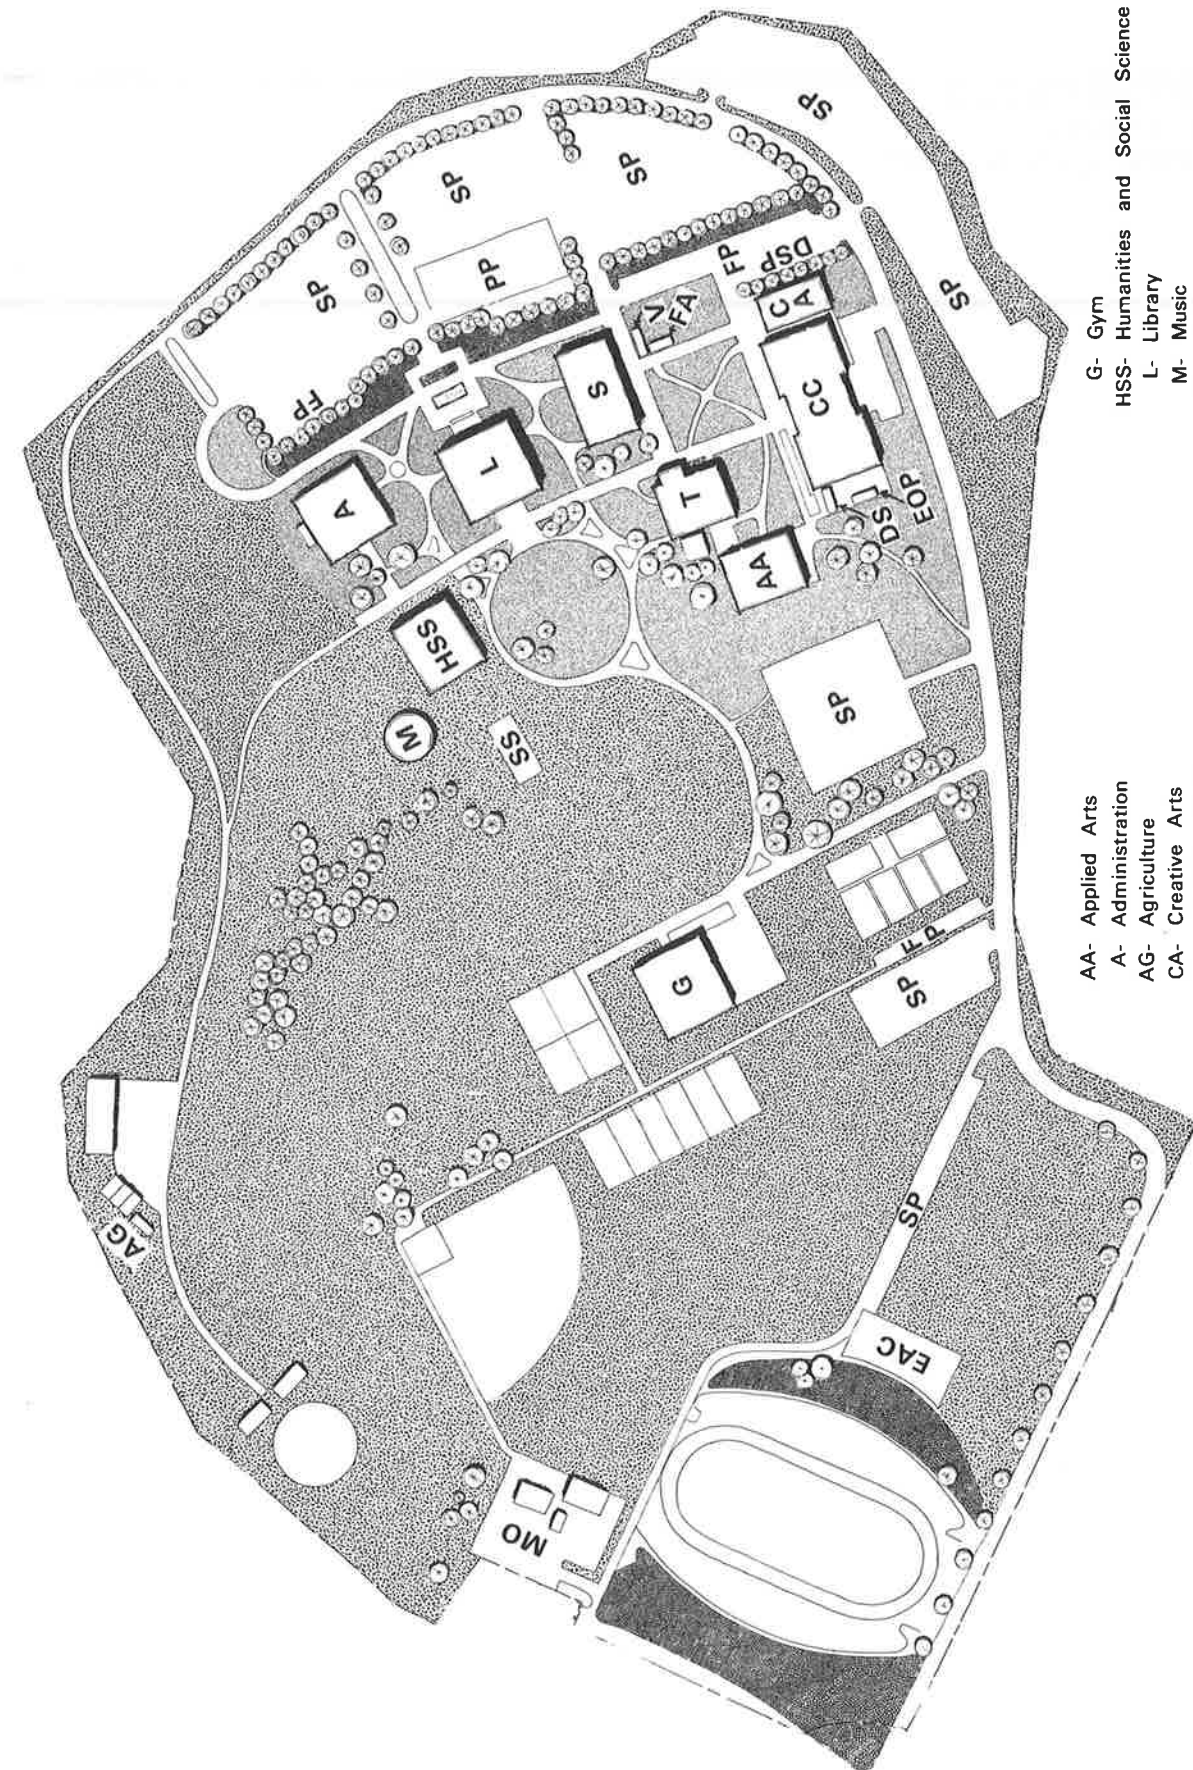 SP
SP
SP
SP
SP
PP
FP
FP
DSP
V
FA
C
A
CC
S
L
A
T
AA
DS
EOP
HSS
M
SS
SP
G
F
P
SP
AG
SP
EAC
MO
AA- Applied Arts
A- Administration
AG- Agriculture
CA- Creative Arts
G- Gym
HSS- Humanities and Social Science
L- Library
M- Music